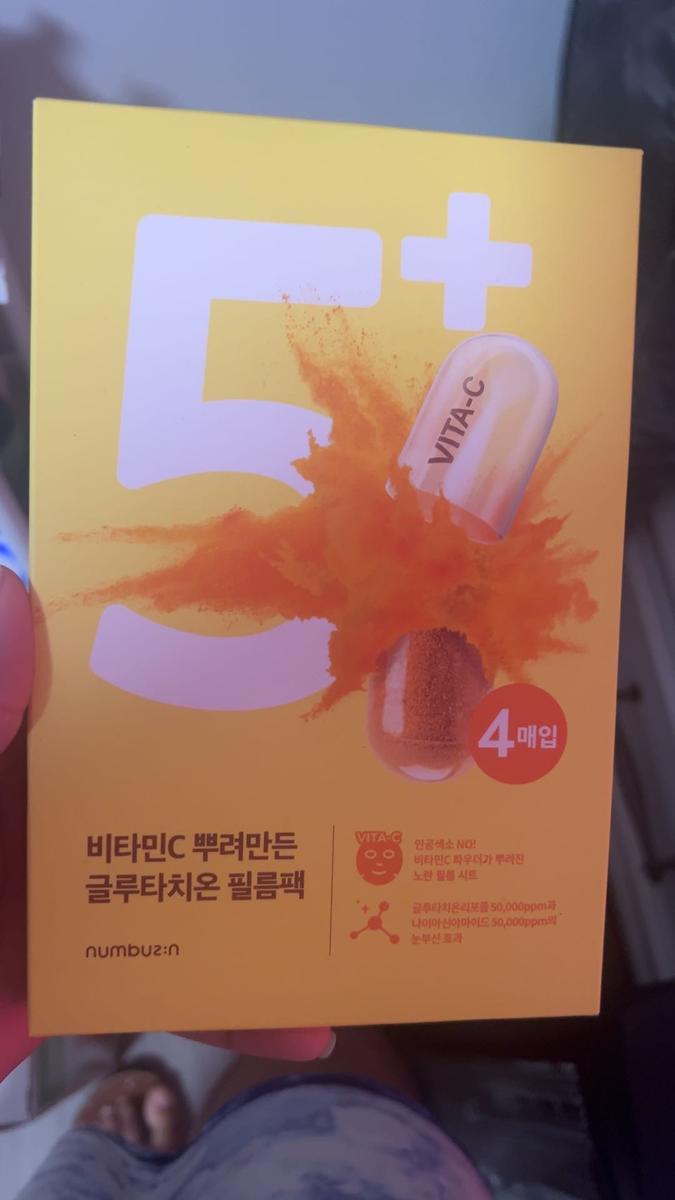 5+
VITA-C
4매입
비타민C 뿌려만든
글루타치온 필름팩
numbuz:n
VITA-C
인공색소 NO!
비타민C 파우더가 뿌려진
노란 필름 시트
글루타치온리포좀 50,000ppm과
나이아신아마이드 50,000ppm의
눈부신 효과